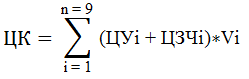 n = 9
ЦК = ∑ (ЦУi + ЦЗЧi)*Vi
i = 1